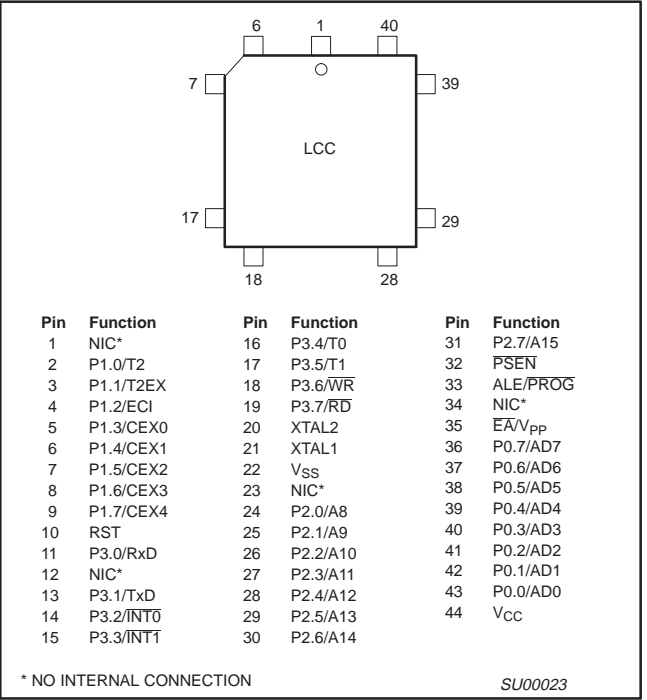 6 1 40
7 39
LCC
17 29
18 28
Pin Function Pin Function Pin Function
1 NIC* 16 P3.4/T0 31 P2.7/A15
2 P1.0/T2 17 P3.5/T1 32 P̅S̅E̅N̅
3 P1.1/T2EX 18 P3.6/W̅R̅ 33 ALE/P̅R̅O̅G̅
4 P1.2/ECI 19 P3.7/R̅D̅ 34 NIC*
5 P1.3/CEX0 20 XTAL2 35 E̅A̅/VPP
6 P1.4/CEX1 21 XTAL1 36 P0.7/AD7
7 P1.5/CEX2 22 VSS 37 P0.6/AD6
8 P1.6/CEX3 23 NIC* 38 P0.5/AD5
9 P1.7/CEX4 24 P2.0/A8 39 P0.4/AD4
10 RST 25 P2.1/A9 40 P0.3/AD3
11 P3.0/RxD 26 P2.2/A10 41 P0.2/AD2
12 NIC* 27 P2.3/A11 42 P0.1/AD1
13 P3.1/TxD 28 P2.4/A12 43 P0.0/AD0
14 P3.2/I̅N̅T̅0̅ 29 P2.5/A13 44 VCC
15 P3.3/I̅N̅T̅1̅ 30 P2.6/A14
* NO INTERNAL CONNECTION SU00023